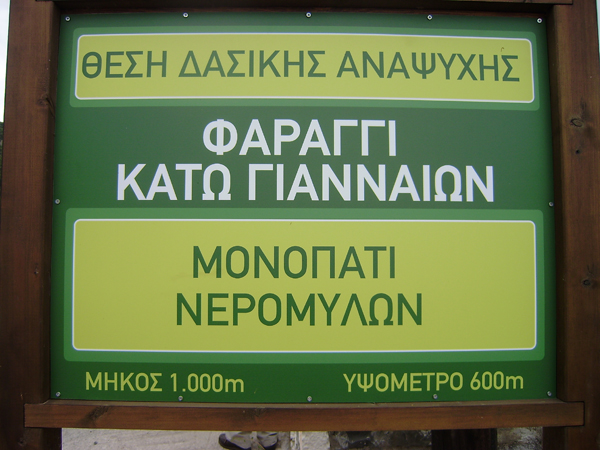 ΘΕΣΗ ΔΑΣΙΚΗΣ ΑΝΑΨΥΧΗΣ
ΦΑΡΑΓΓΙ
ΚΑΤΩ ΓΙΑΝΝΑΙΩΝ
ΜΟΝΟΠΑΤΙ
ΝΕΡΟΜΥΛΩΝ
ΜΗΚΟΣ 1.000m ΥΨΟΜΕΤΡΟ 600m